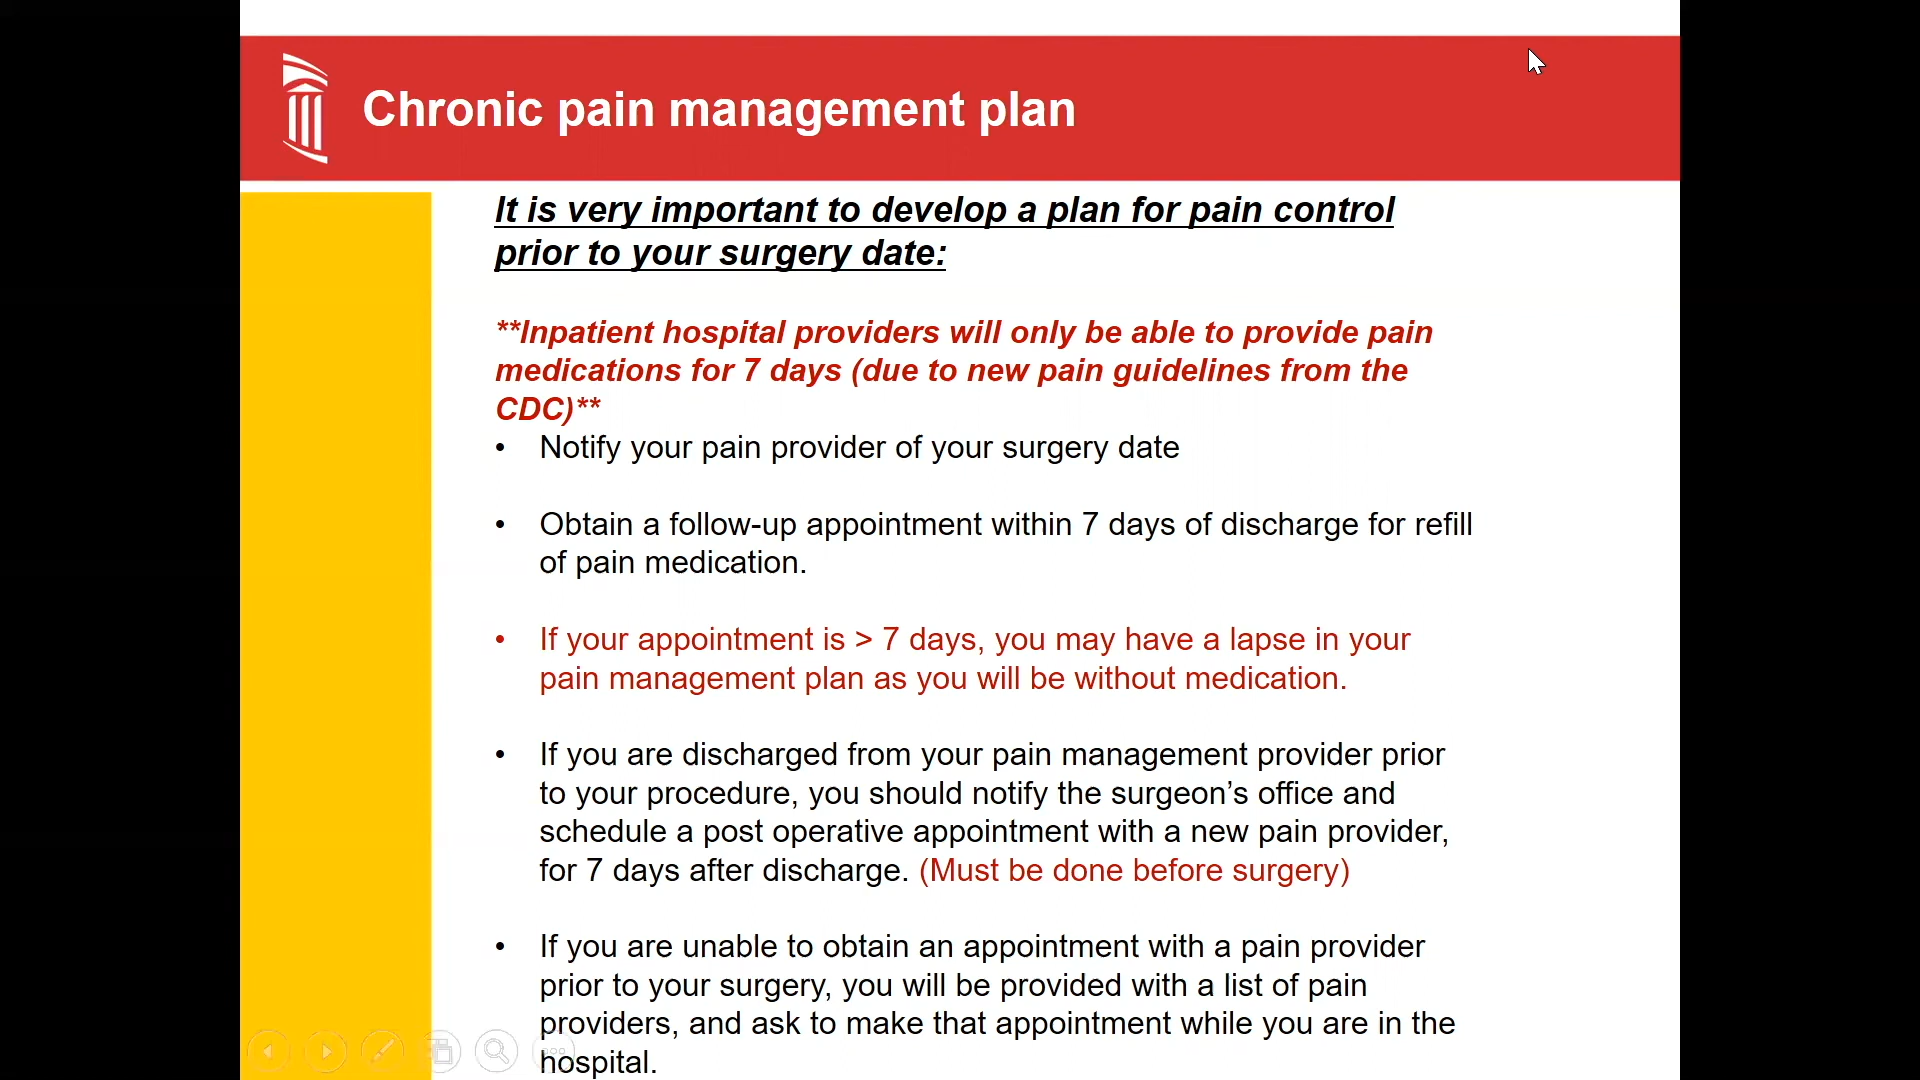 Chronic pain management plan
It is very important to develop a plan for pain control
prior to your surgery date:
**Inpatient hospital providers will only be able to provide pain
medications for 7 days (due to new pain guidelines from the
CDC)**
• Notify your pain provider of your surgery date
• Obtain a follow-up appointment within 7 days of discharge for refill
of pain medication.
• If your appointment is > 7 days, you may have a lapse in your
pain management plan as you will be without medication.
• If you are discharged from your pain management provider prior
to your procedure, you should notify the surgeon’s office and
schedule a post operative appointment with a new pain provider,
for 7 days after discharge. (Must be done before surgery)
• If you are unable to obtain an appointment with a pain provider
prior to your surgery, you will be provided with a list of pain
providers, and ask to make that appointment while you are in the
hospital.